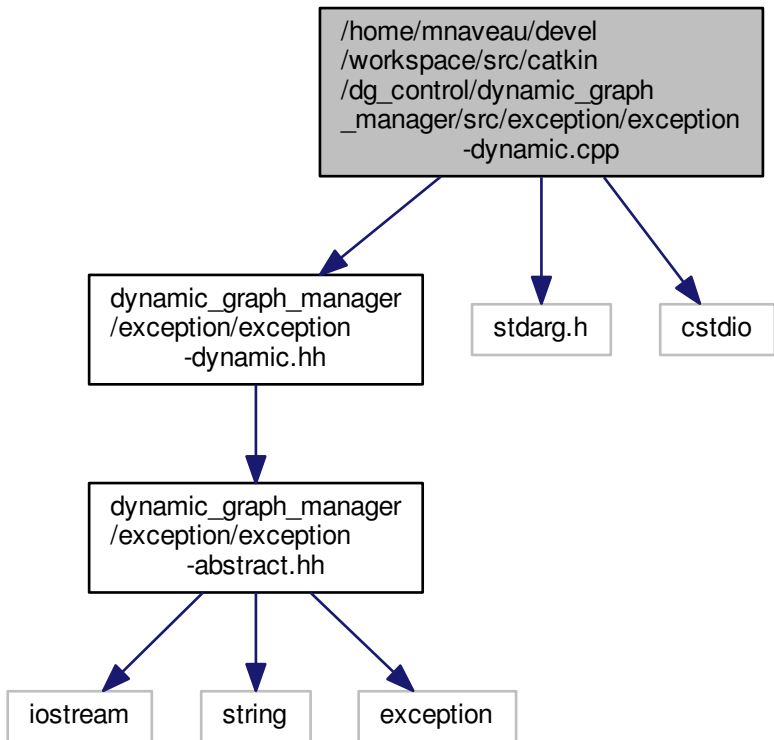 /home/mnaveau/devel
/workspace/src/catkin
/dg_control/dynamic_graph
_manager/src/exception/exception
-dynamic.cpp
dynamic_graph_manager
/exception/exception
-dynamic.hh
stdarg.h
cstdio
dynamic_graph_manager
/exception/exception
-abstract.hh
iostream
string
exception